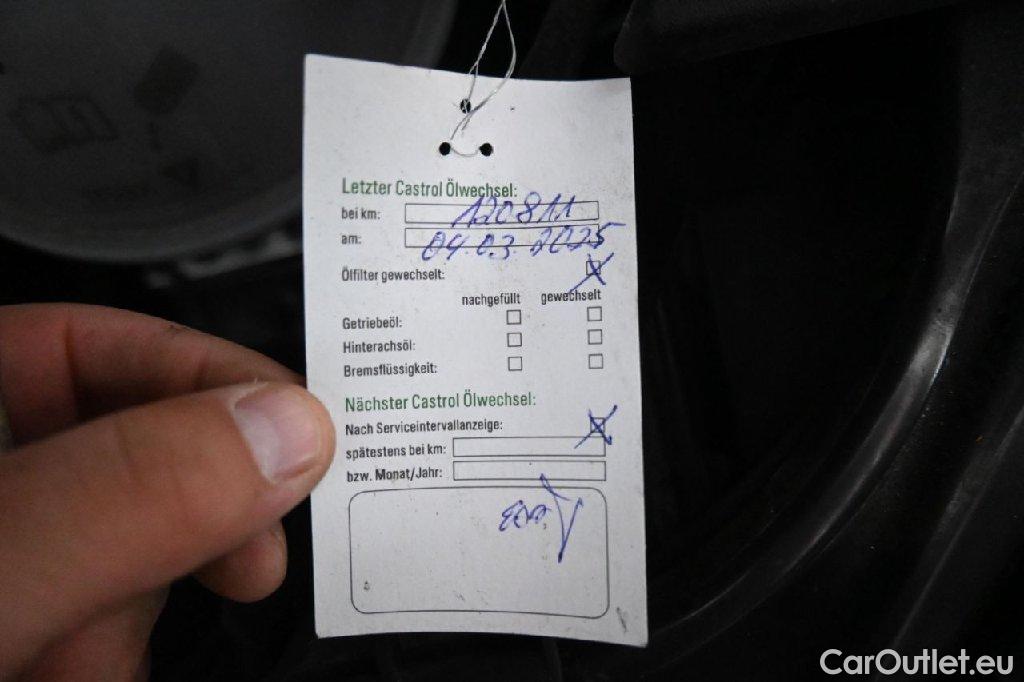 Letzter Castrol Ölwechsel:
bei km: 120811
am: 04.03.2025
Ölfilter gewechselt:
nachgefüllt gewechselt
Getriebeöl:
Hinterachsöl:
Bremsflüssigkeit:
Nächster Castrol Ölwechsel:
Nach Serviceintervallanzeige:
spätestens bei km:
bzw. Monat/Jahr:
CarOutlet.eu